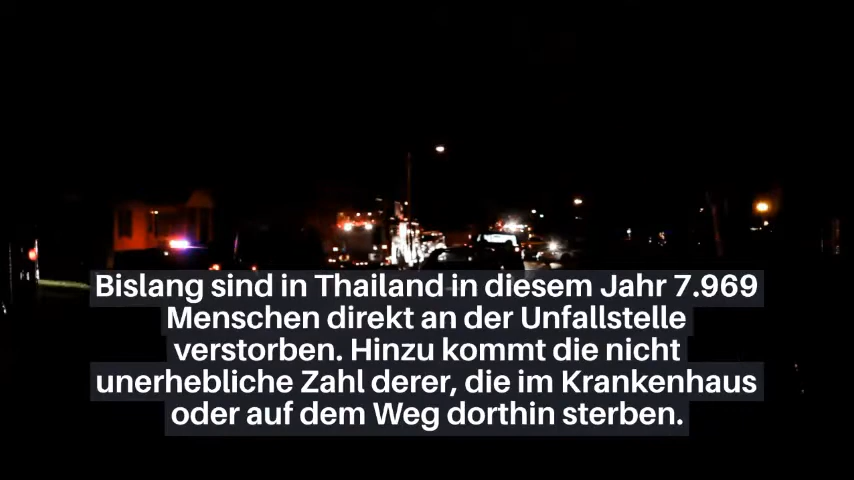 Bislang sind in Thailand in diesem Jahr 7.969
Menschen direkt an der Unfallstelle
verstorben. Hinzu kommt die nicht
unerhebliche Zahl derer, die im Krankenhaus
oder auf dem Weg dorthin sterben.